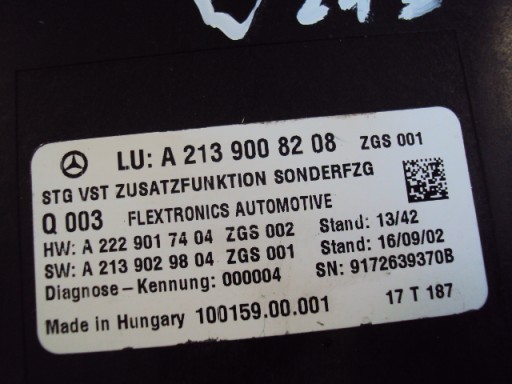 LU: A 213 900 82 08 ZGS 001
STG VST ZUSATZFUNKTION SONDERFZG
Q 003 FLEXTRONICS AUTOMOTIVE
HW: A 222 901 74 04 ZGS 002 Stand: 13/42
SW: A 213 902 98 04 ZGS 001 Stand: 16/09/02
Diagnose-Kennung: 000004 SN: 9172639370B
Made in Hungary 100159.00.001 17 T 187